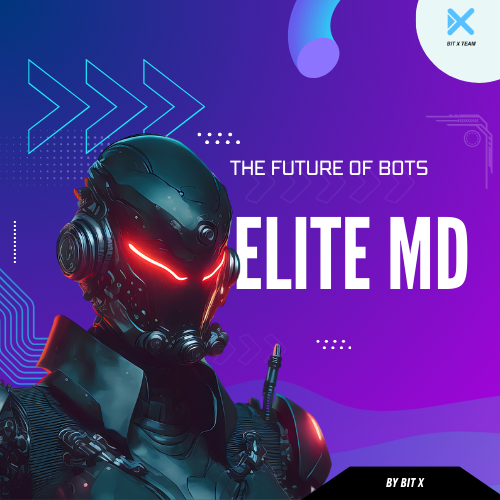 BIT X TEAM
THE FUTURE OF BOTS
ELITE MD
BY BIT X